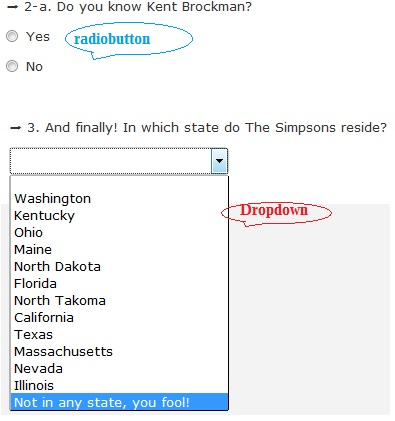 ➞ 2-a. Do you know Kent Brockman?
Yes
radiobutton
No
➞ 3. And finally! In which state do The Simpsons reside?
Washington
Kentucky
Dropdown
Ohio
Maine
North Dakota
Florida
North Takoma
California
Texas
Massachusetts
Nevada
Illinois
Not in any state, you fool!